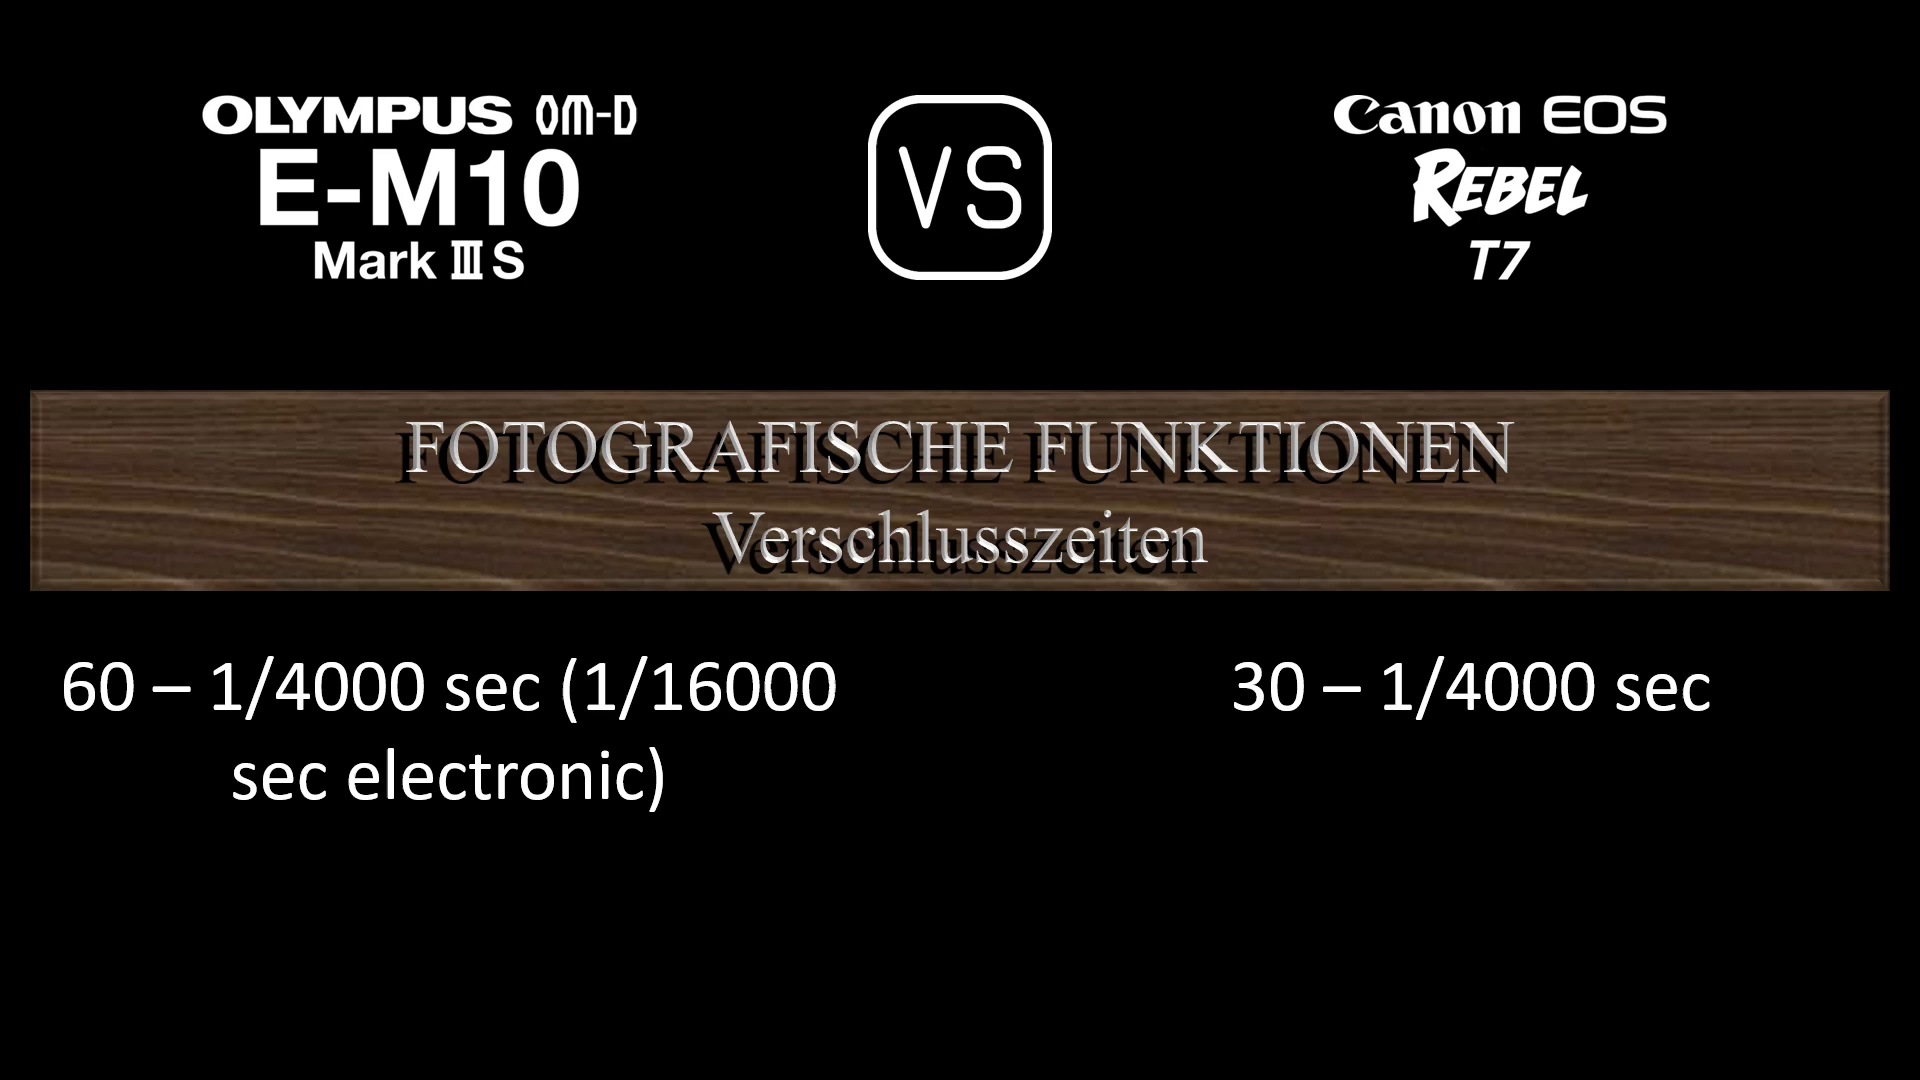 OLYMPUS OM-D
E-M10
Mark III S
VS
Canon EOS
REBEL
T7
FOTOGRAFISCHE FUNKTIONEN
Verschlusszeiten
60 – 1/4000 sec (1/16000
sec electronic)
30 – 1/4000 sec